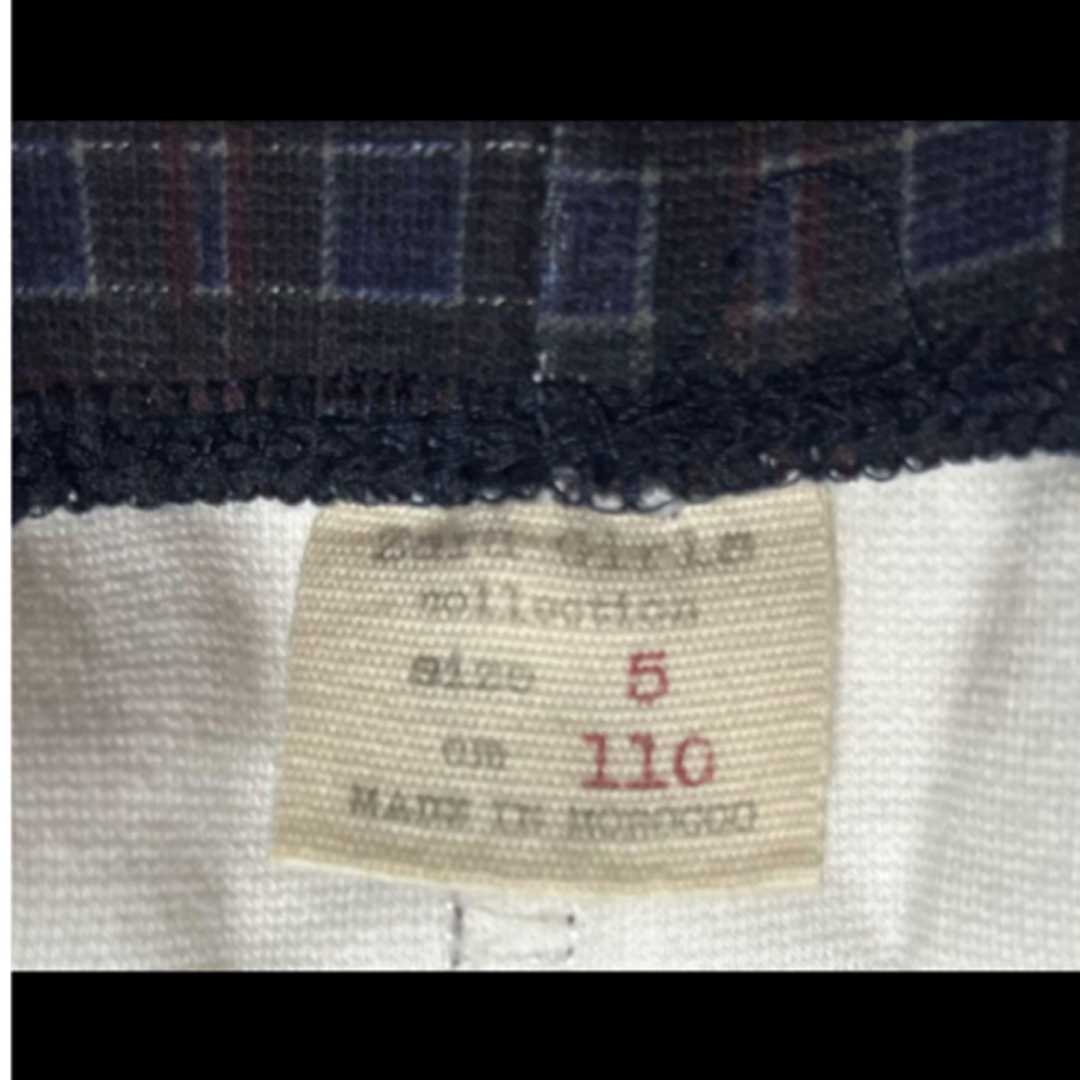 Zara Girls
collection
size 5
cm 110
MADE IN MOROCCO